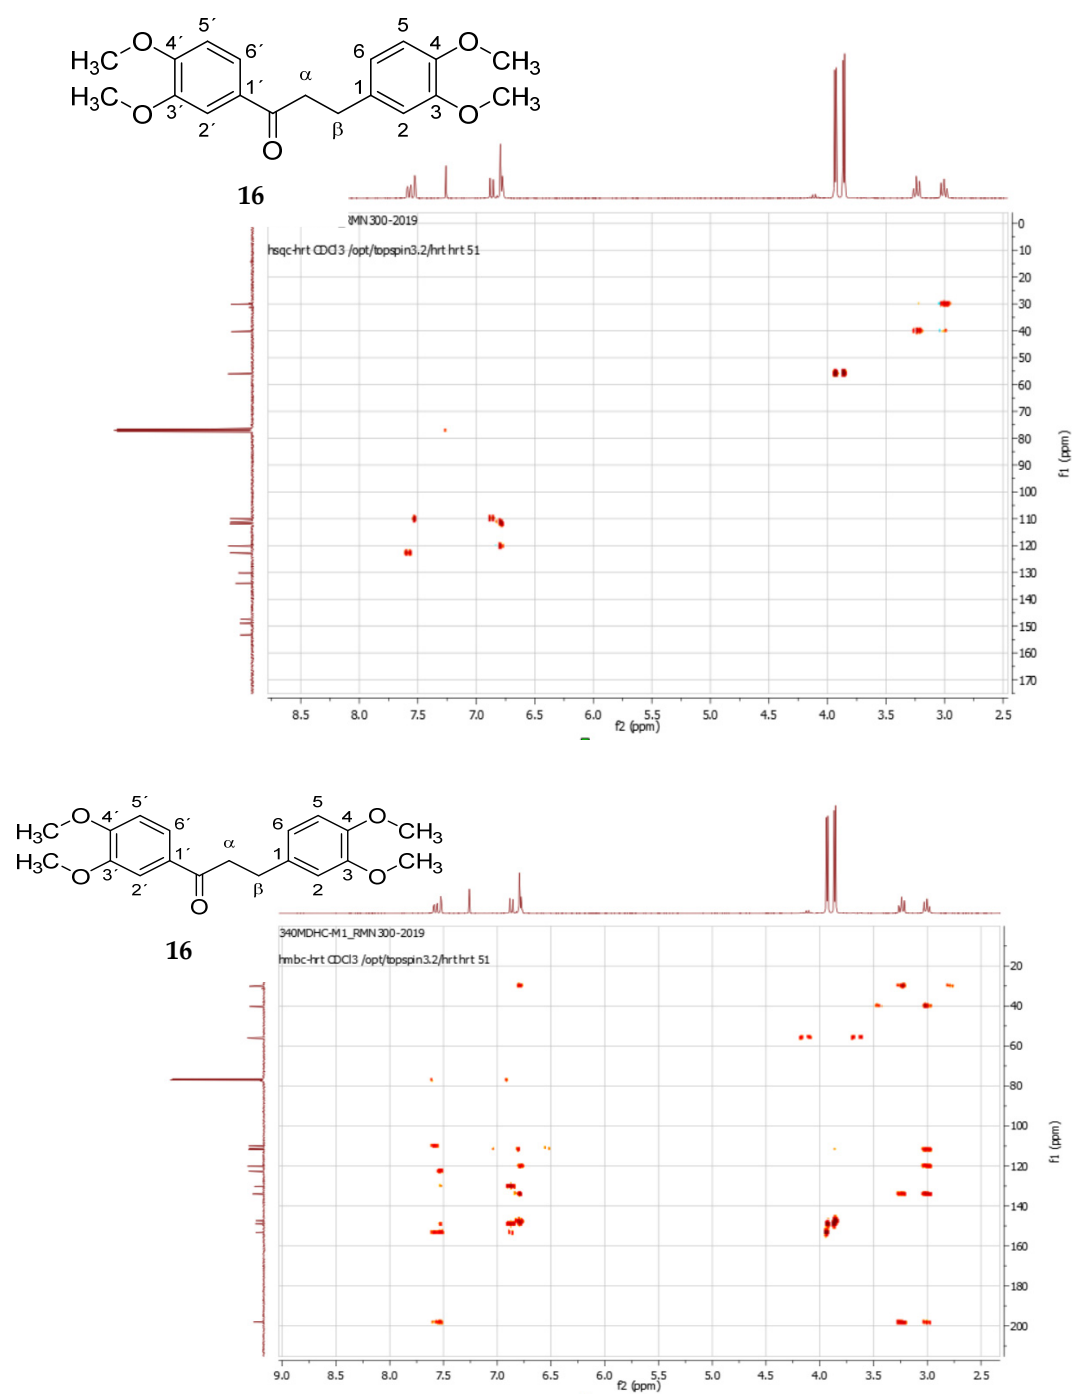 5´
4´
6´
H₃C
O
H₃C
O
3´
1´
2´
α
O
β
5
6
4
O
CH₃
1
3
2
O
CH₃
16
RMN300-2019
hsqc-hrt CDCl3 /opt/topspin3.2/hrt hrt 51
0
10
20
30
40
50
60
70
80
90
100
110
120
130
140
150
160
170
f1 (ppm)
8.5 8.0 7.5 7.0 6.5 6.0 5.5 5.0 4.5 4.0 3.5 3.0 2.5
f2 (ppm)
5´
4´
6´
H₃C
O
H₃C
O
3´
1´
2´
α
O
β
5
6
4
O
CH₃
1
3
2
O
CH₃
16
340MDHC-M1_RMN300-2019
hmbc-hrt CDCl3 /opt/topspin3.2/hrt hrt 51
20
40
60
80
100
120
140
160
180
200
f1 (ppm)
9.0 8.5 8.0 7.5 7.0 6.5 6.0 5.5 5.0 4.5 4.0 3.5 3.0 2.5
f2 (ppm)